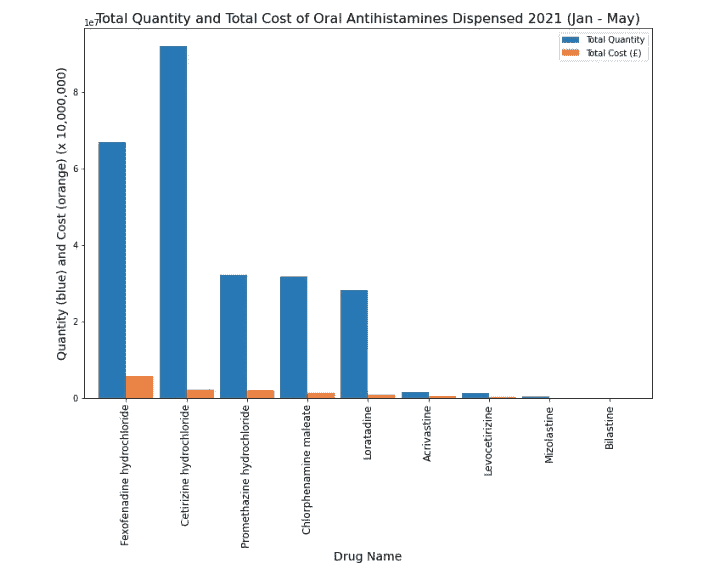 Total Quantity and Total Cost of Oral Antihistamines Dispensed 2021 (Jan - May)
1e7
Total Quantity
Total Cost (£)
Quantity (blue) and Cost (orange) (x 10,000,000)
8
6
4
2
0
Fexofenadine hydrochloride
Cetirizine hydrochloride
Promethazine hydrochloride
Chlorphenamine maleate
Loratadine
Acrivastine
Levocetirizine
Mizolastine
Bilastine
Drug Name